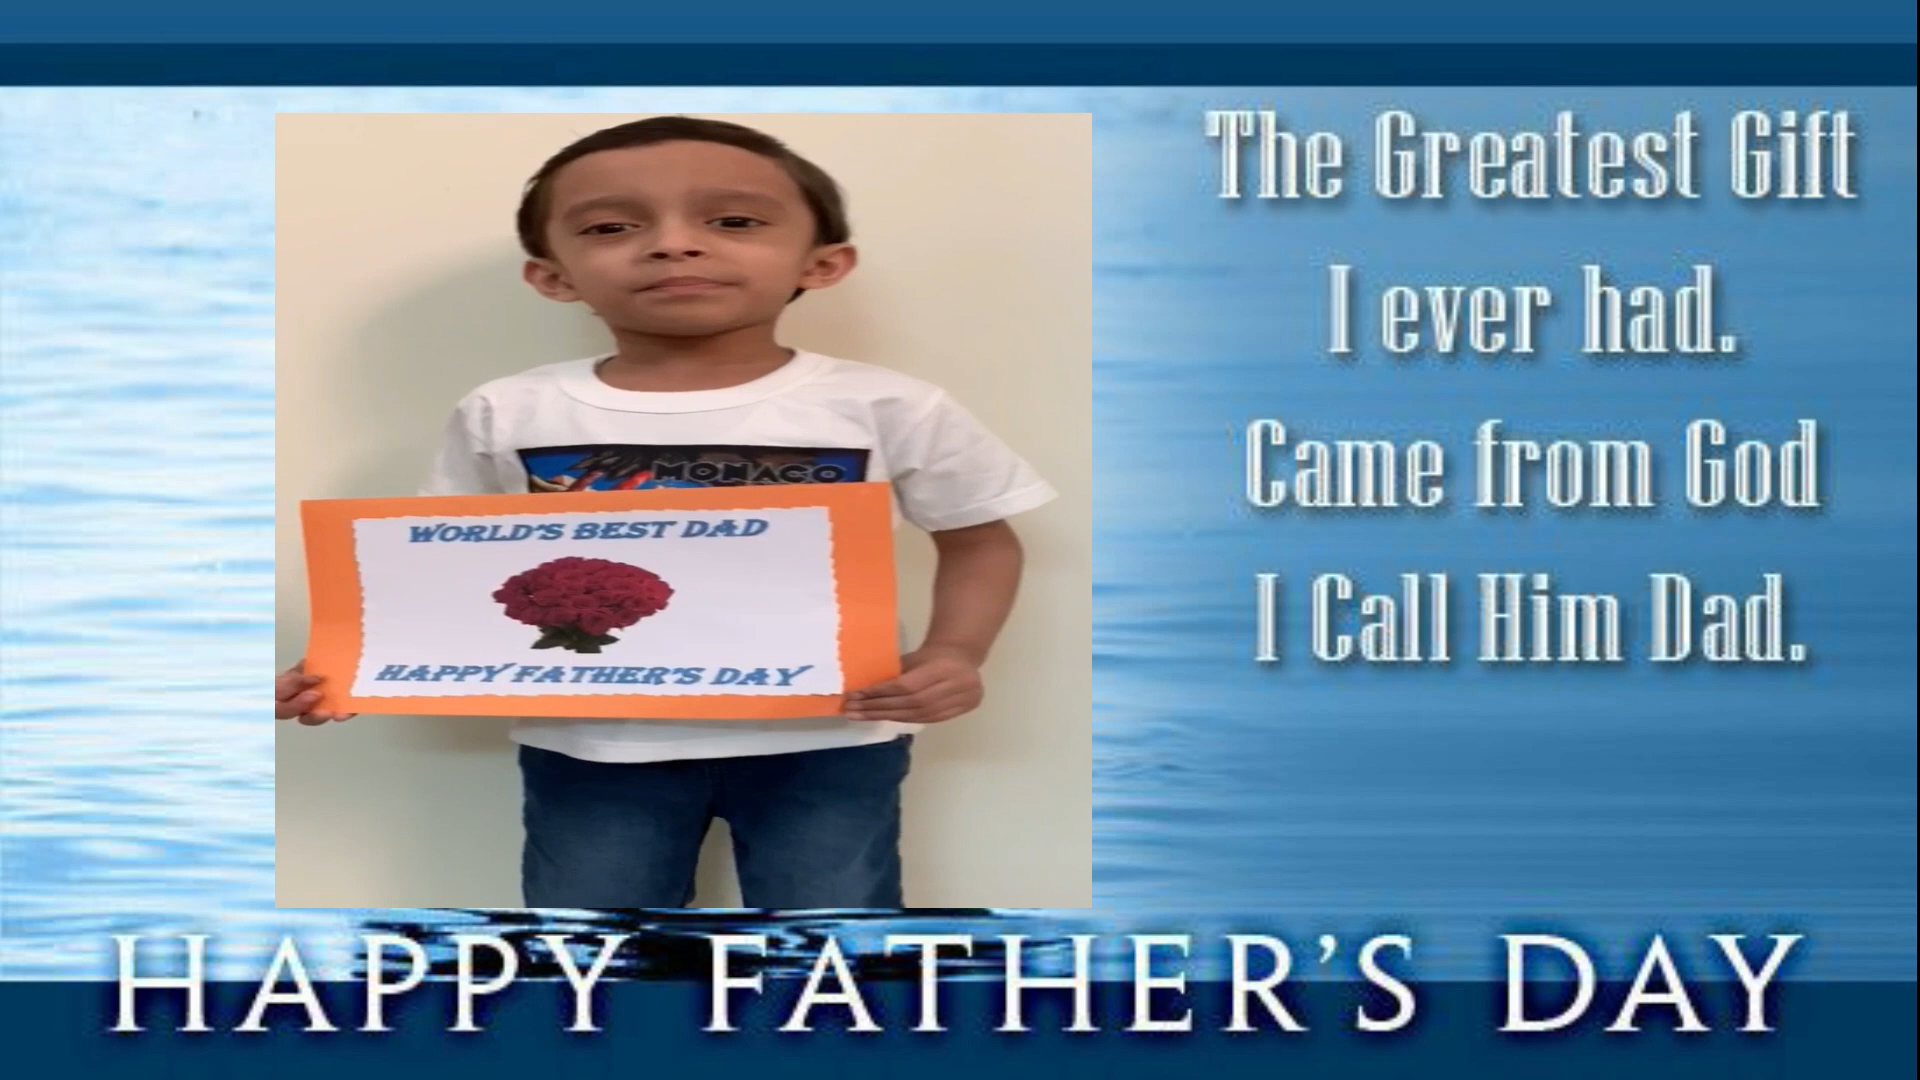 The Greatest Gift
I ever had.
Came from God
I Call Him Dad.
MONACO
WORLD'S BEST DAD
HAPPY FATHER'S DAY
HAPPY FATHER'S DAY